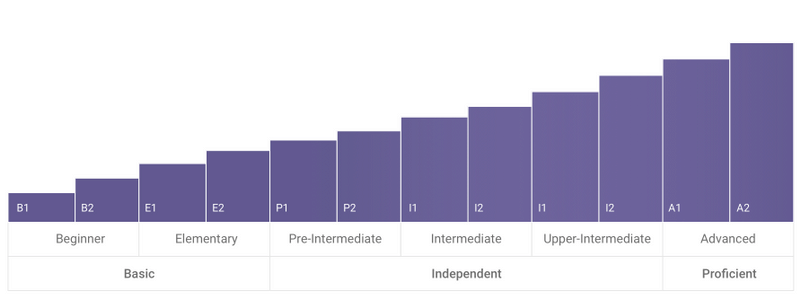 B1 B2 E1 E2 P1 P2 I1 I2 I1 I2 A1 A2
Beginner Elementary Pre-Intermediate Intermediate Upper-Intermediate Advanced
Basic Independent Proficient